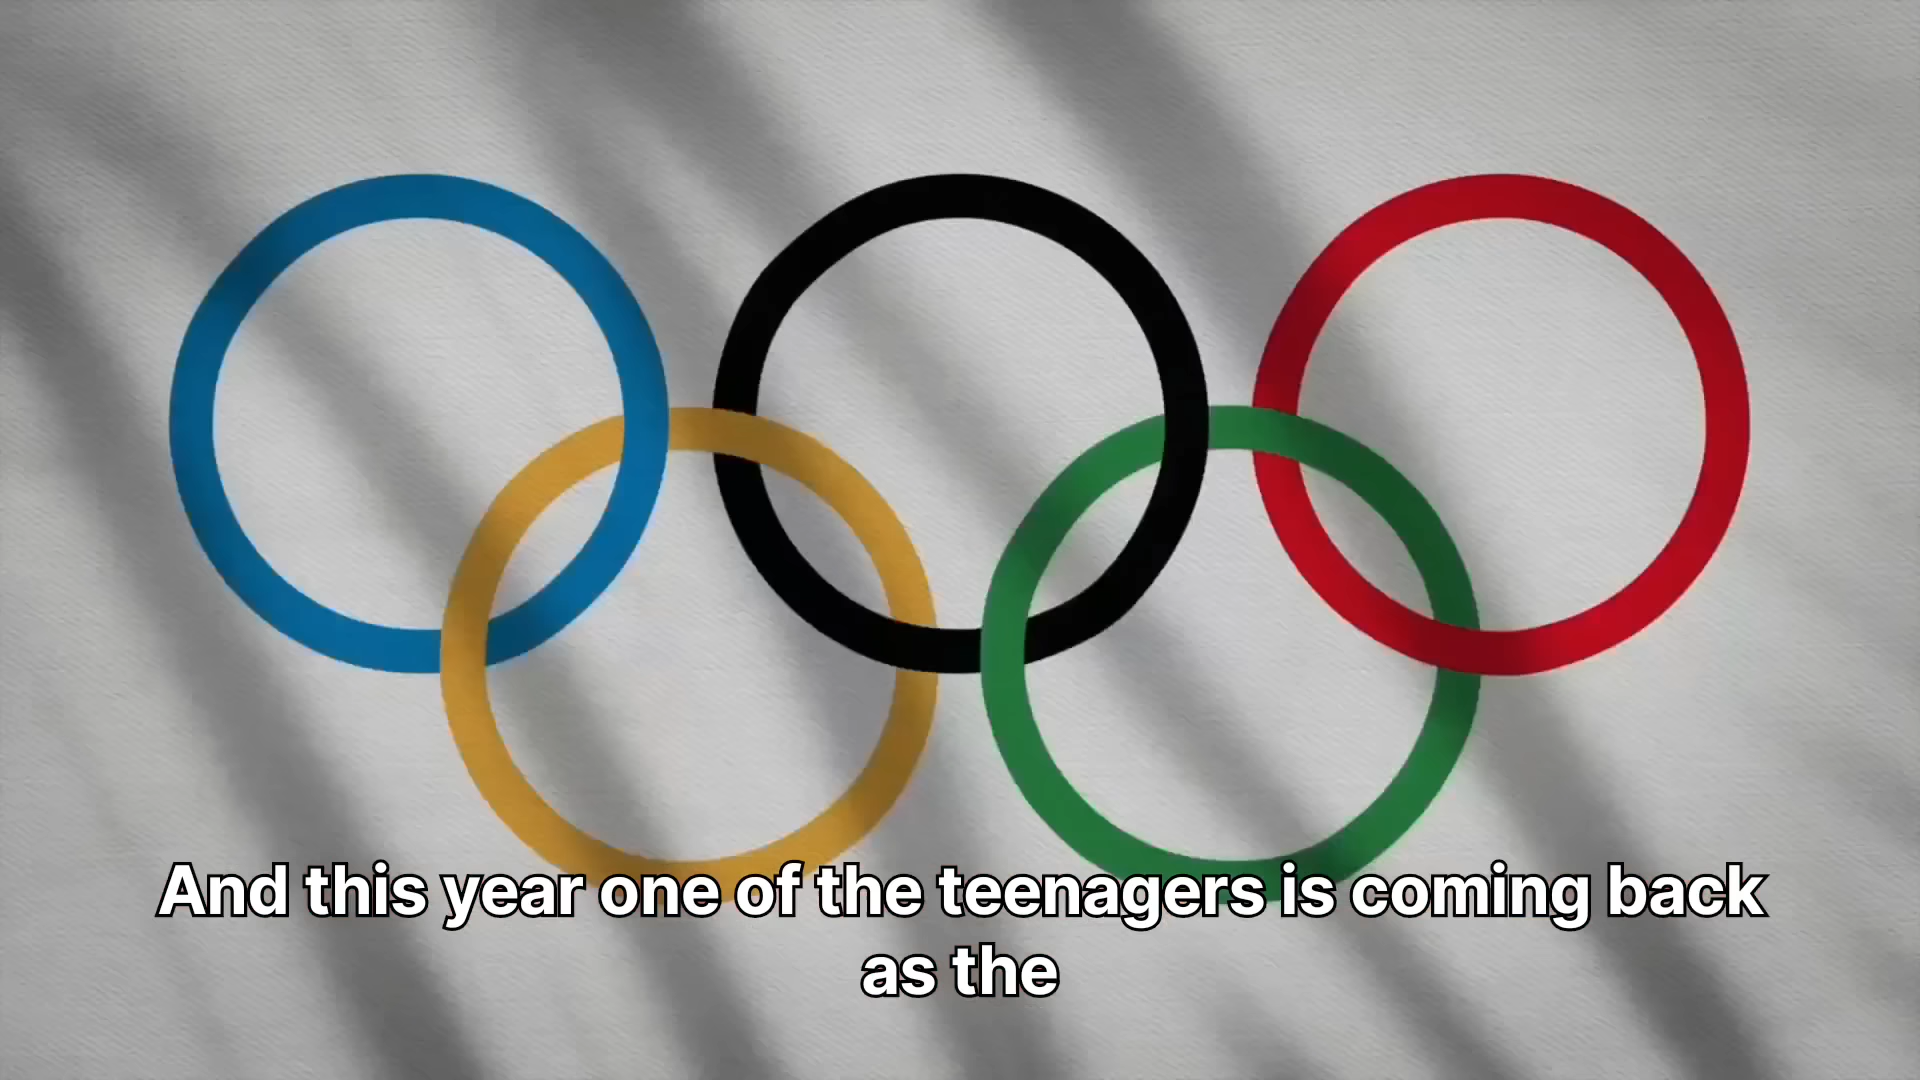 And this year one of the teenagers is coming back
as the